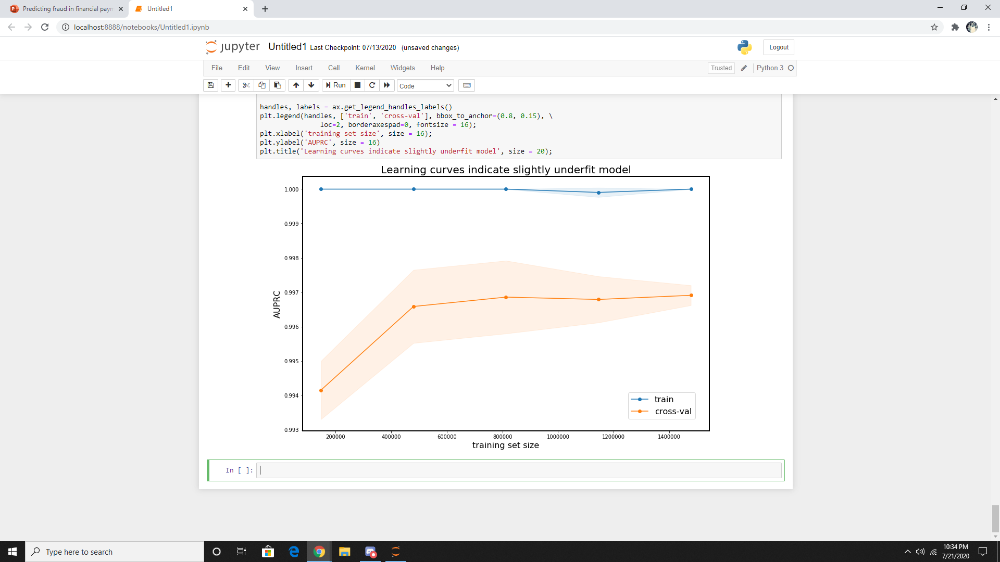 Predicting fraud in financial payn
Untitled1
localhost:8888/notebooks/Untitled1.ipynb
jupyter Untitled1 Last Checkpoint: 07/13/2020 (unsaved changes)
Logout
File Edit View Insert Cell Kernel Widgets Help
Trusted Python 3
Run Code
handles, labels = ax.get_legend_handles_labels()
plt.legend(handles, ['train', 'cross-val'], bbox_to_anchor=(0.8, 0.15), \
loc=2, borderaxespad=0, fontsize = 16);
plt.xlabel('training set size', size = 16);
plt.ylabel('AUPRC', size = 16)
plt.title('Learning curves indicate slightly underfit model', size = 20);
Learning curves indicate slightly underfit model
1.000
0.999
0.998
0.997
0.996
0.995
0.994
0.993
AUPRC
train
cross-val
200000 400000 600000 800000 1000000 1200000 1400000
training set size
In [ ]:
Type here to search
10:34 PM
7/21/2020